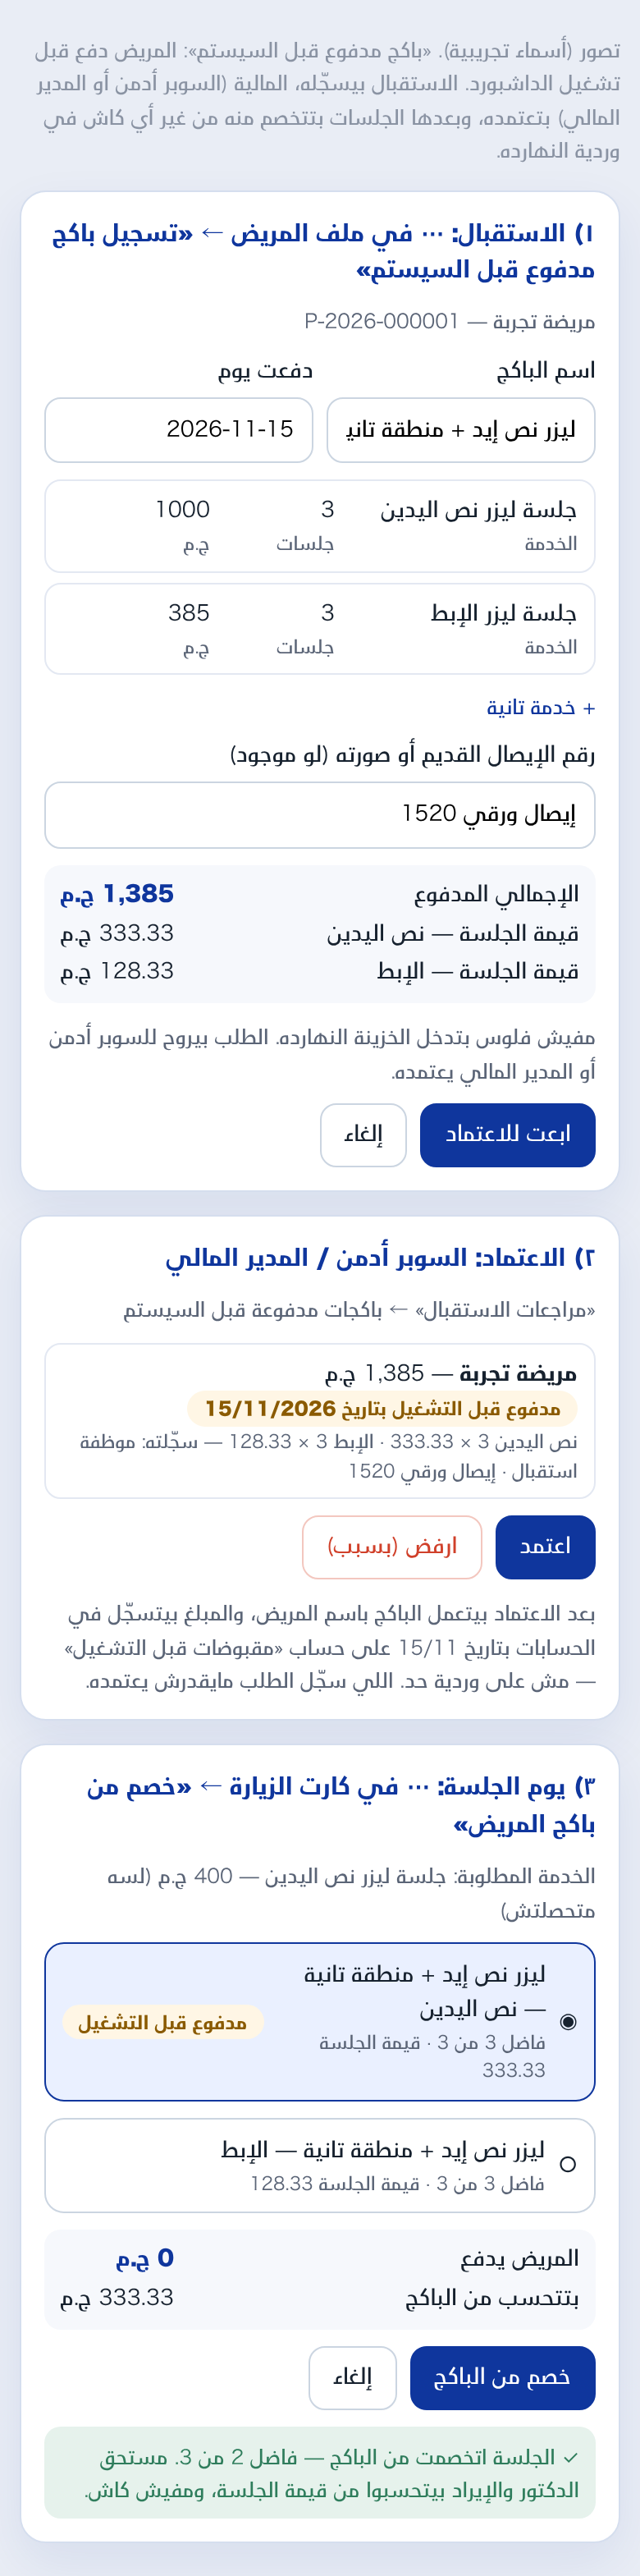 تصور (أسماء تجريبية). «باكج مدفوع قبل السيستم»: المريض دفع قبل
تشغيل الداشبورد. الاستقبال بيسجّله، المالية (السوبر أدمن أو المدير
المالي) بتعتمده، وبعدها الجلسات بتتخصم منه من غير أي كاش في
وردية النهارده.
١) الاستقبال: ⋯ في ملف المريض ← «تسجيل باكج
مدفوع قبل السيستم»
مريضة تجربة — P-2026-000001
اسم الباكج
دفعت يوم
ليزر نص إيد + منطقة تاني
2026-11-15
جلسة ليزر نص اليدين 3 1000
الخدمة جلسات ج.م
جلسة ليزر الإبط 3 385
الخدمة جلسات ج.م
+ خدمة تانية
رقم الإيصال القديم أو صورته (لو موجود)
إيصال ورقي 1520
الإجمالي المدفوع 1,385 ج.م
قيمة الجلسة — نص اليدين 333.33 ج.م
قيمة الجلسة — الإبط 128.33 ج.م
مفيش فلوس بتدخل الخزينة النهارده. الطلب بيروح للسوبر أدمن
أو المدير المالي يعتمده.
ابعت للاعتماد
إلغاء
٢) الاعتماد: السوبر أدمن / المدير المالي
«مراجعات الاستقبال» ← باكجات مدفوعة قبل السيستم
مريضة تجربة — 1,385 ج.م
مدفوع قبل التشغيل بتاريخ 15/11/2026
نص اليدين 3 × 333.33 · الإبط 3 × 128.33 — سجّلته: موظفة
استقبال · إيصال ورقي 1520
اعتمد
ارفض (بسبب)
بعد الاعتماد بيتعمل الباكج باسم المريض، والمبلغ بيتسجّل في
الحسابات بتاريخ 15/11 على حساب «مقبوضات قبل التشغيل»
— مش على وردية حد. اللي سجّل الطلب مايقدرش يعتمده.
٣) يوم الجلسة: ⋯ في كارت الزيارة ← «خصم من
باكج المريض»
الخدمة المطلوبة: جلسة ليزر نص اليدين — 400 ج.م (لسه
متحصلتش)
ليزر نص إيد + منطقة تانية
— نص اليدين
مدفوع قبل التشغيل
فاضل 3 من 3 · قيمة الجلسة
333.33
ليزر نص إيد + منطقة تانية — الإبط
فاضل 3 من 3 · قيمة الجلسة 128.33
المريض يدفع 0 ج.م
بتتحسب من الباكج 333.33 ج.م
خصم من الباكج
إلغاء
✓ الجلسة اتخصمت من الباكج — فاضل 2 من 3. مستحق
الدكتور والإيراد بيتحسبوا من قيمة الجلسة، ومفيش كاش.